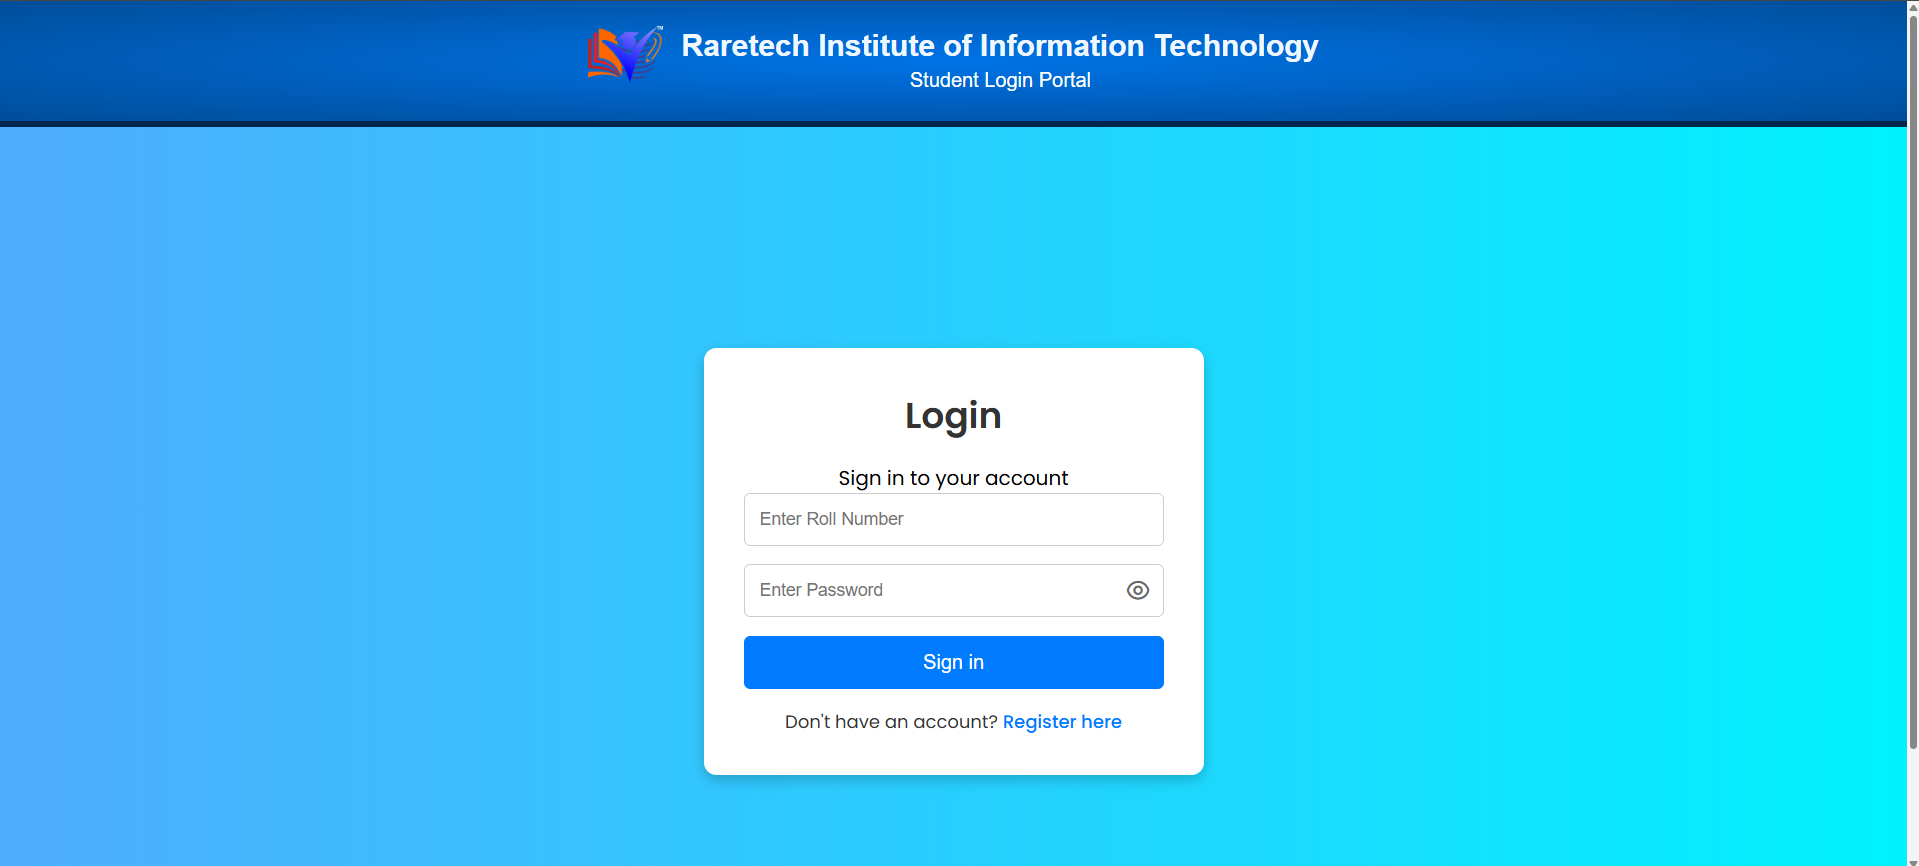 Raretech Institute of Information Technology
Student Login Portal
Login
Sign in to your account
Enter Roll Number
Enter Password
Sign in
Don't have an account? Register here